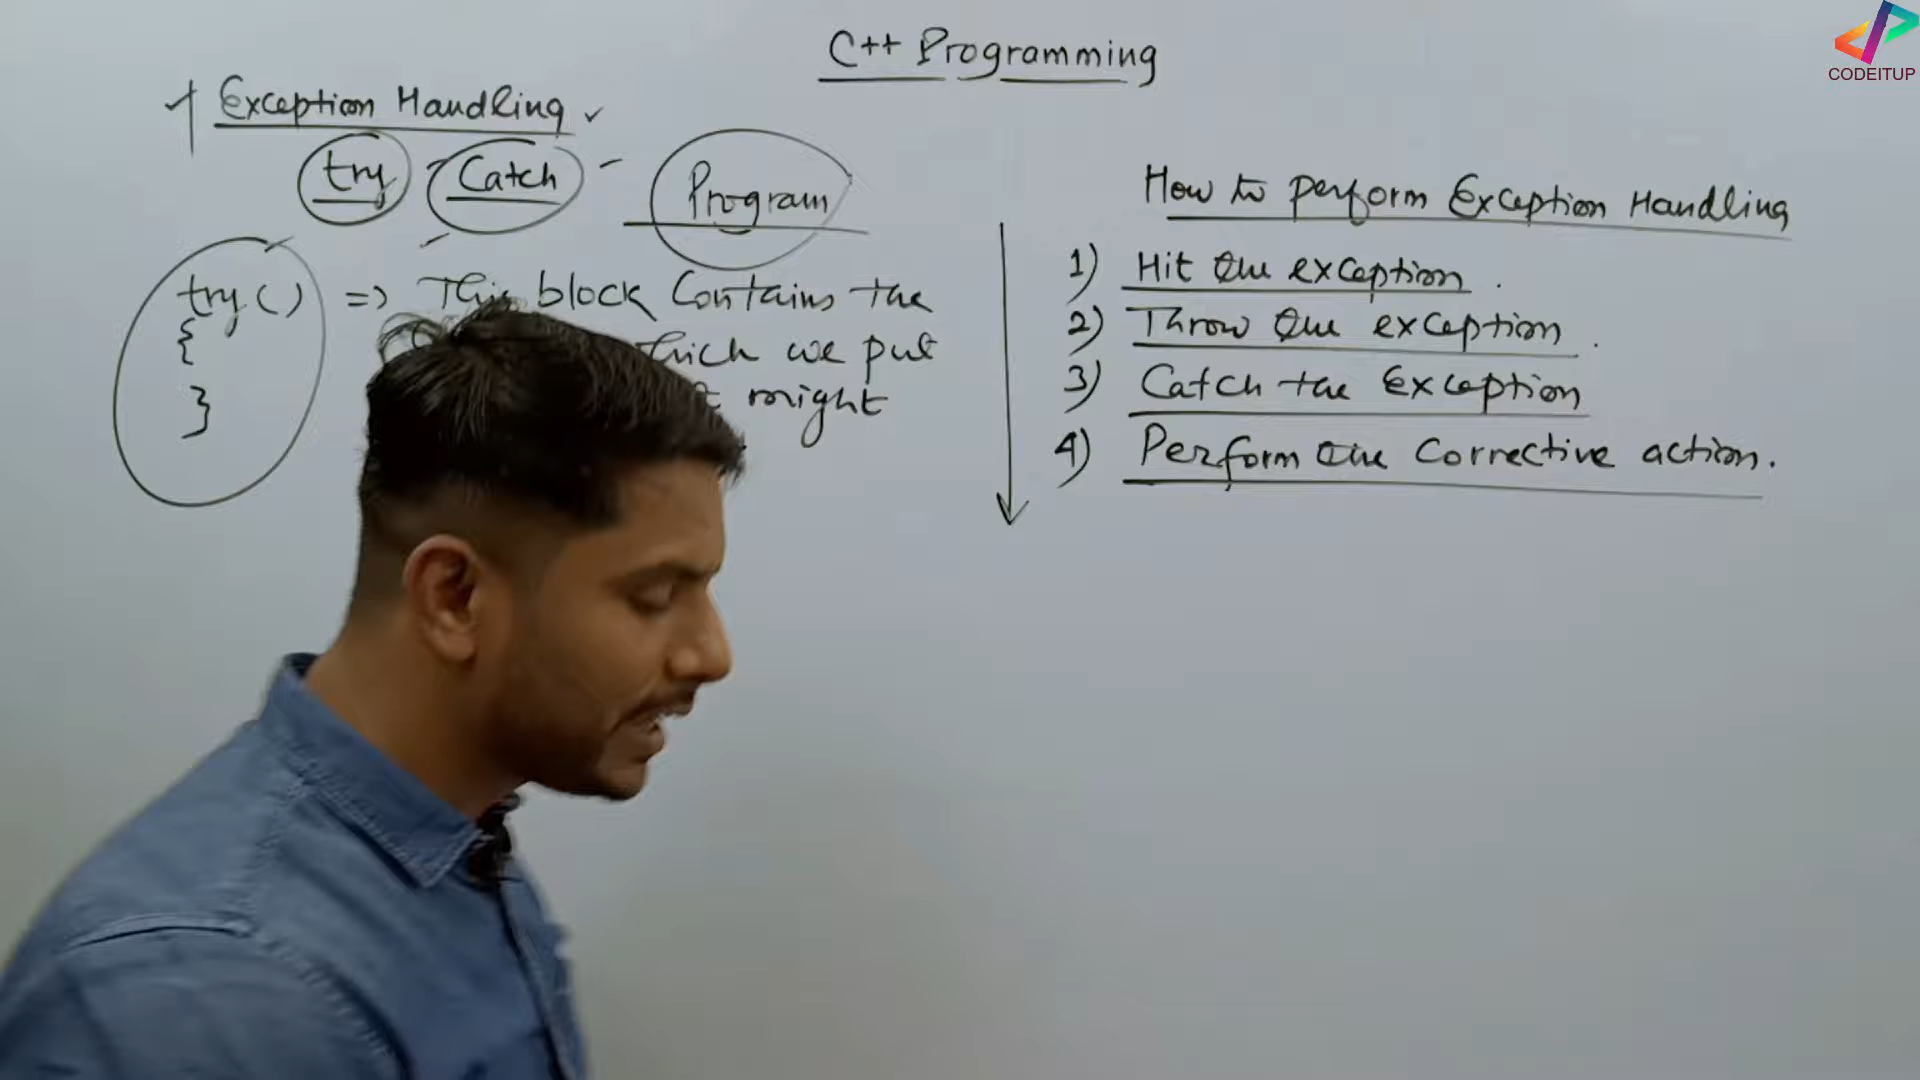 C++ Programming
CODEITUP
Exception Handling
try Catch Program
try() => This block Contains the
{ which we put
} might
How to perform Exception Handling
1) Hit the exception.
2) Throw the exception.
3) Catch the Exception
4) Perform the Corrective action.